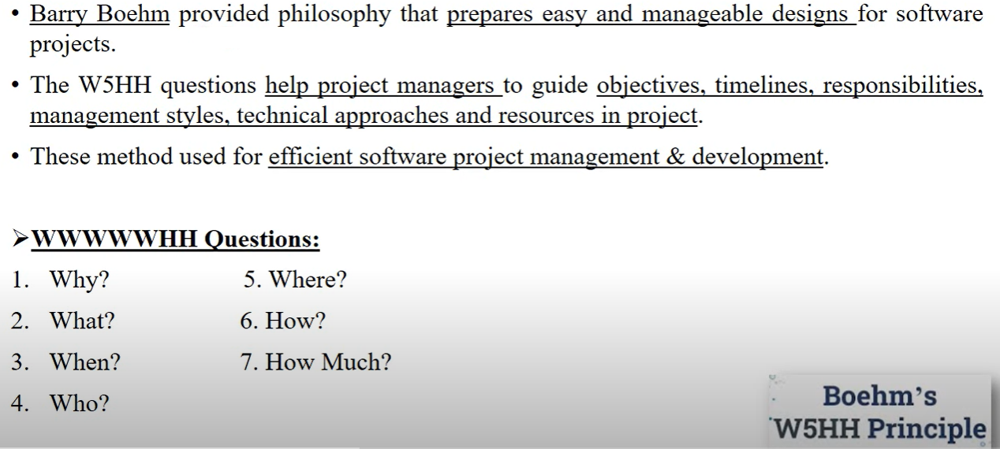 • Barry Boehm provided philosophy that prepares easy and manageable designs for software
projects.
• The W5HH questions help project managers to guide objectives, timelines, responsibilities,
management styles, technical approaches and resources in project.
• These method used for efficient software project management & development.
➢WWWWWHH Questions:
1. Why?
2. What?
3. When?
4. Who?
5. Where?
6. How?
7. How Much?
Boehm’s
W5HH Principle